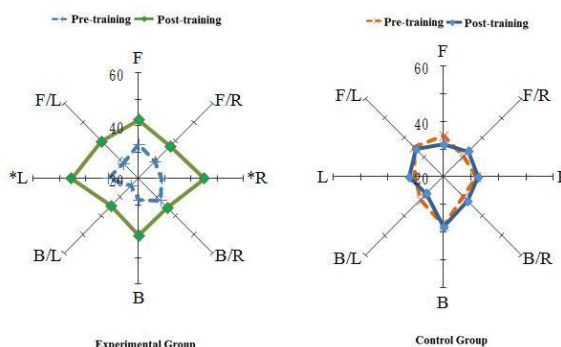 Pre-training Post-training
Pre-training Post-training
F
F
60
60
F/L F/R
F/L F/R
40
40
*L *R
L
20
B/L B/R
B/L B/R
B
B
Experimental Group
Control Group